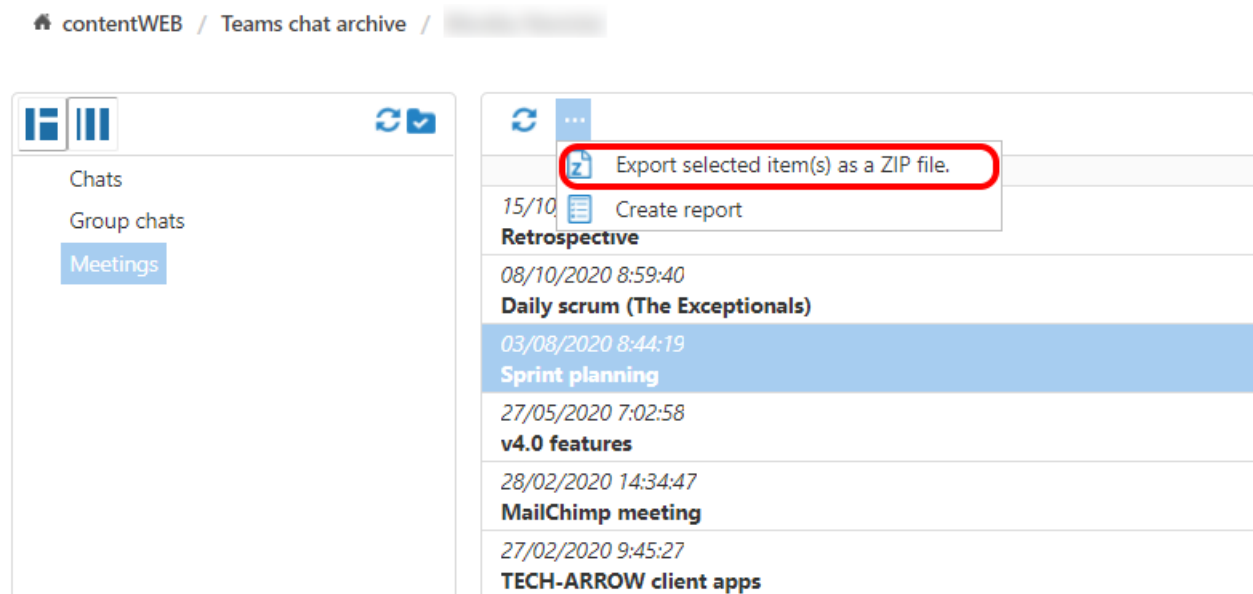 contentWEB / Teams chat archive /
Chats
Group chats
Meetings
...
Export selected item(s) as a ZIP file.
Create report
15/10
Retrospective
08/10/2020 8:59:40
Daily scrum (The Exceptionals)
03/08/2020 8:44:19
Sprint planning
27/05/2020 7:02:58
v4.0 features
28/02/2020 14:34:47
MailChimp meeting
27/02/2020 9:45:27
TECH-ARROW client apps